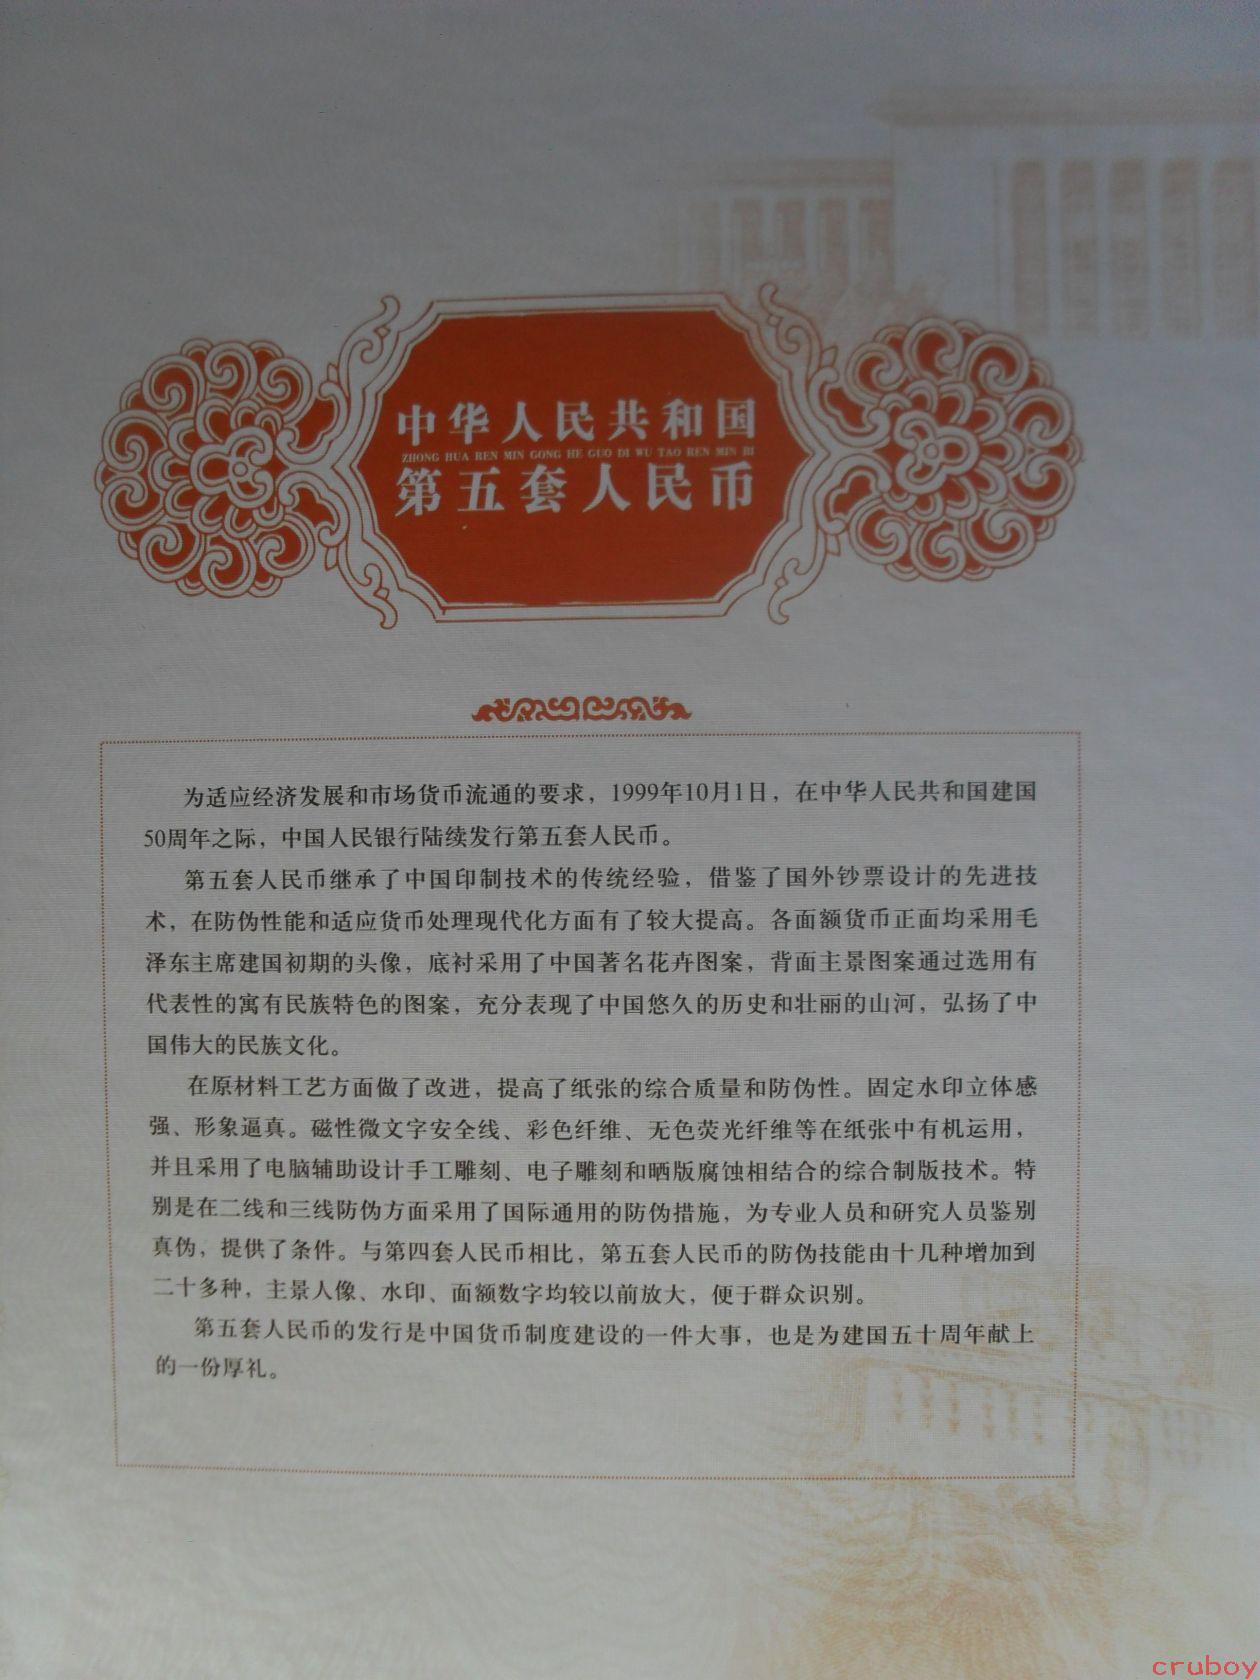 中华人民共和国
ZHONG HUA REN MIN GONG HE GUO DI WU TAO REN MIN BI
第五套人民币
为适应经济发展和市场货币流通的要求，1999年10月1日，在中华人民共和国建国
50周年之际，中国人民银行陆续发行第五套人民币。
第五套人民币继承了中国印制技术的传统经验，借鉴了国外钞票设计的先进技
术，在防伪性能和适应货币处理现代化方面有了较大提高。各面额货币正面均采用毛
泽东主席建国初期的头像，底衬采用了中国著名花卉图案，背面主景图案通过选用有
代表性的寓有民族特色的图案，充分表现了中国悠久的历史和壮丽的山河，弘扬了中
国伟大的民族文化。
在原材料工艺方面做了改进，提高了纸张的综合质量和防伪性。固定水印立体感
强、形象逼真。磁性微文字安全线、彩色纤维、无色荧光纤维等在纸张中有机运用，
并且采用了电脑辅助设计手工雕刻、电子雕刻和晒版腐蚀相结合的综合制版技术。特
别是在二线和三线防伪方面采用了国际通用的防伪措施，为专业人员和研究人员鉴别
真伪，提供了条件。与第四套人民币相比，第五套人民币的防伪技能由十几种增加到
二十多种，主景人像、水印、面额数字均较以前放大，便于群众识别。
第五套人民币的发行是中国货币制度建设的一件大事，也是为建国五十周年献上
的一份厚礼。
cruboy